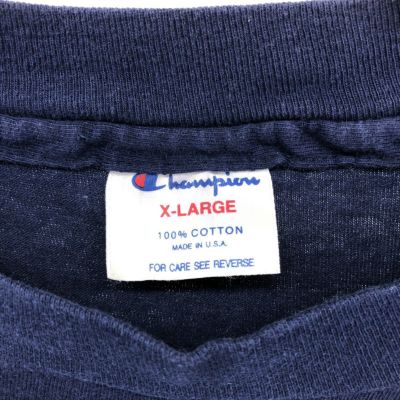 Champion
X-LARGE
100% COTTON
MADE IN U.S.A.
FOR CARE SEE REVERSE